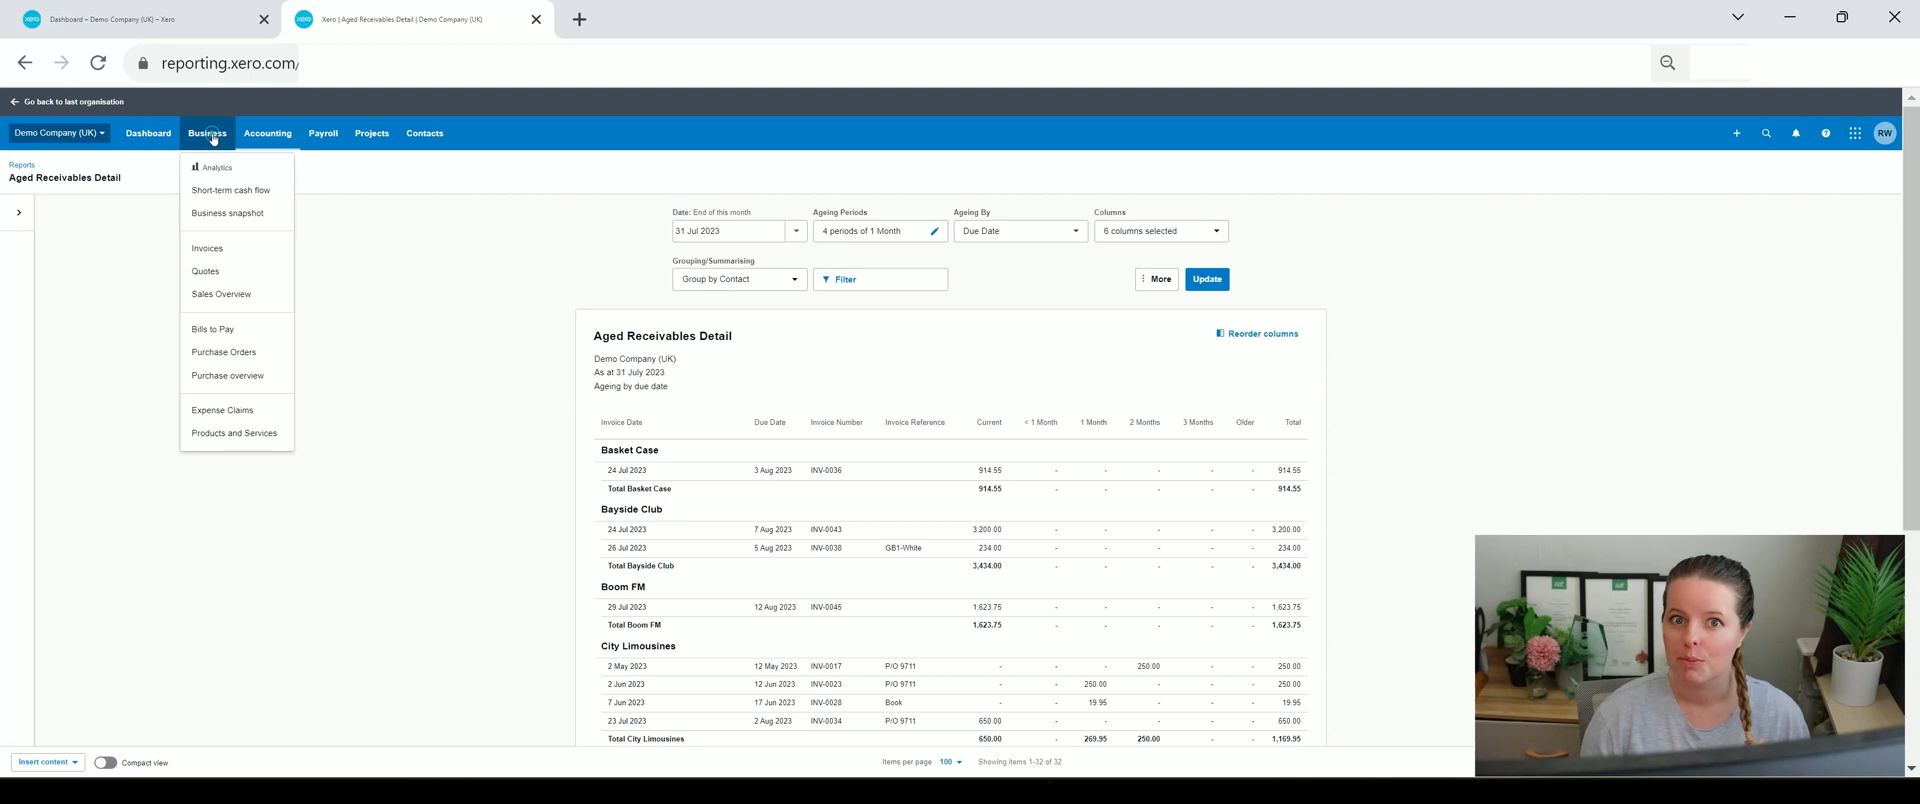 xero Dashboard – Demo Company (UK) – Xero
xero Xero | Aged Receivables Detail | Demo Company (UK)
reporting.xero.com/
Go back to last organisation
Demo Company (UK) Dashboard Business Accounting Payroll Projects Contacts RW
Reports
Aged Receivables Detail
Analytics
Short-term cash flow
Business snapshot
Invoices
Quotes
Sales Overview
Bills to Pay
Purchase Orders
Purchase overview
Expense Claims
Products and Services
Date: End of this month Ageing Periods Ageing By Columns
31 Jul 2023 4 periods of 1 Month Due Date 6 columns selected
Grouping/Summarising
Group by Contact Filter More Update
Aged Receivables Detail Reorder columns
Demo Company (UK)
As at 31 July 2023
Ageing by due date
Invoice Date Due Date Invoice Number Invoice Reference Current < 1 Month 1 Month 2 Months 3 Months Older Total
Basket Case
24 Jul 2023 3 Aug 2023 INV-0036 914.55 - - - - - 914.55
Total Basket Case 914.55 - - - - - 914.55
Bayside Club
24 Jul 2023 7 Aug 2023 INV-0043 3,200.00 - - - - - 3,200.00
26 Jul 2023 5 Aug 2023 INV-0038 GB1-White 234.00 - - - - - 234.00
Total Bayside Club 3,434.00 - - - - - 3,434.00
Boom FM
29 Jul 2023 12 Aug 2023 INV-0045 1,623.75 - - - - - 1,623.75
Total Boom FM 1,623.75 - - - - - 1,623.75
City Limousines
2 May 2023 12 May 2023 INV-0017 P/O 9711 - - - 250.00 - - 250.00
2 Jun 2023 12 Jun 2023 INV-0023 P/O 9711 - - 250.00 - - - 250.00
7 Jun 2023 17 Jun 2023 INV-0028 Book - - 19.95 - - - 19.95
23 Jul 2023 2 Aug 2023 INV-0034 P/O 9711 650.00 - - - - - 650.00
Total City Limousines 650.00 - 269.95 250.00 - - 1,169.95
Insert content Compact view Items per page 100 Showing items 1-32 of 32